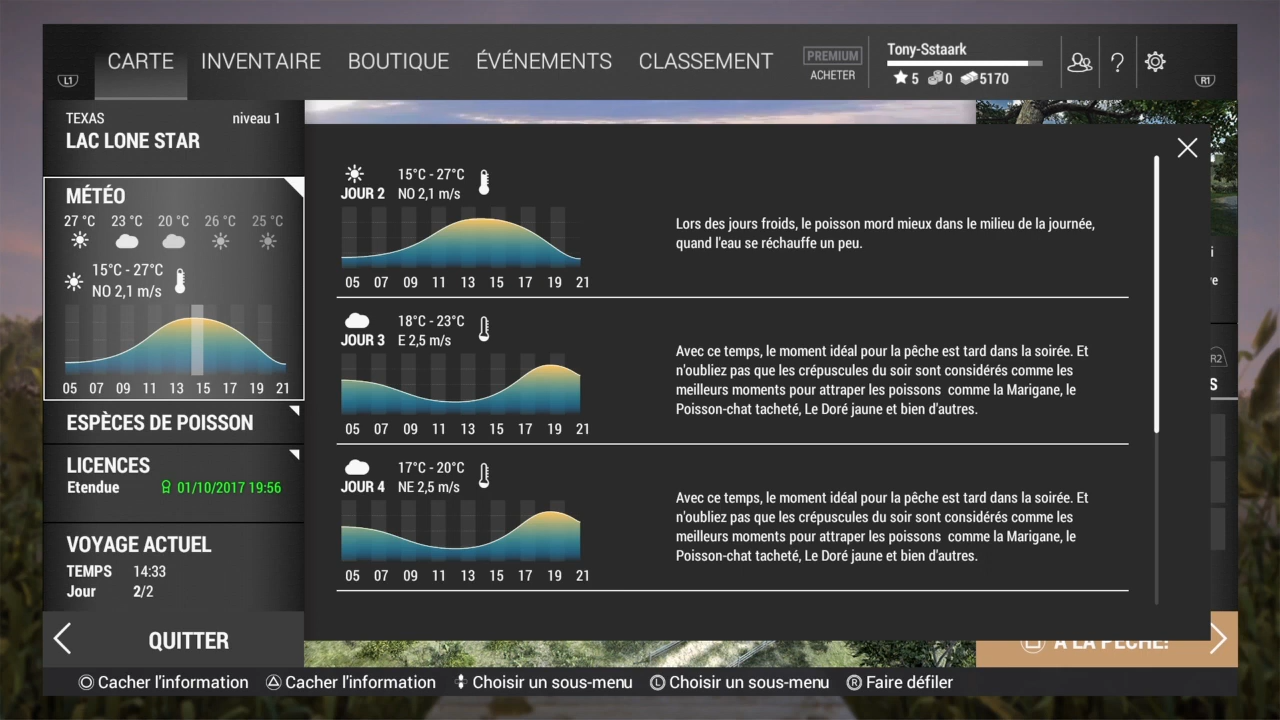 CARTE INVENTAIRE BOUTIQUE ÉVÉNEMENTS CLASSEMENT
PREMIUM
ACHETER
Tony-Sstaark
5 0 5170
L1
R1
TEXAS niveau 1
LAC LONE STAR
MÉTÉO
27 °C 23 °C 20 °C 26 °C 25 °C
15°C - 27°C
NO 2,1 m/s
05 07 09 11 13 15 17 19 21
ESPÈCES DE POISSON
LICENCES
Etendue 01/10/2017 19:56
VOYAGE ACTUEL
TEMPS 14:33
Jour 2/2
QUITTER
15°C - 27°C
JOUR 2 NO 2,1 m/s
05 07 09 11 13 15 17 19 21
Lors des jours froids, le poisson mord mieux dans le milieu de la journée,
quand l'eau se réchauffe un peu.
18°C - 23°C
JOUR 3 E 2,5 m/s
05 07 09 11 13 15 17 19 21
Avec ce temps, le moment idéal pour la pêche est tard dans la soirée. Et
n'oubliez pas que les crépuscules du soir sont considérés comme les
meilleurs moments pour attraper les poissons comme la Marigane, le
Poisson-chat tacheté, Le Doré jaune et bien d'autres.
17°C - 20°C
JOUR 4 NE 2,5 m/s
05 07 09 11 13 15 17 19 21
Avec ce temps, le moment idéal pour la pêche est tard dans la soirée. Et
n'oubliez pas que les crépuscules du soir sont considérés comme les
meilleurs moments pour attraper les poissons comme la Marigane, le
Poisson-chat tacheté, Le Doré jaune et bien d'autres.
R2
À LA PÊCHE!
Cacher l'information Cacher l'information Choisir un sous-menu L Choisir un sous-menu R Faire défiler